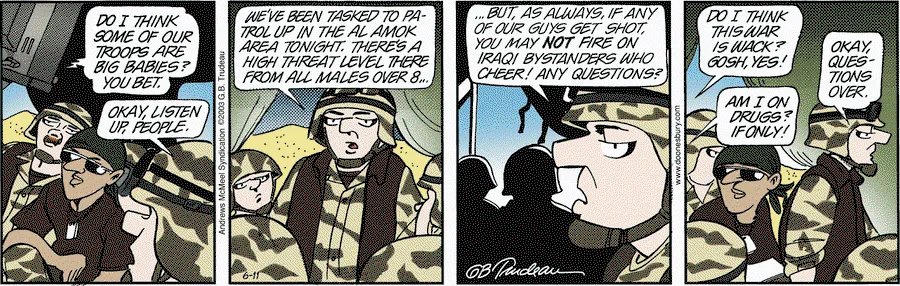 DO I THINK
SOME OF OUR
TROOPS ARE
BIG BABIES?
YOU BET.
OKAY, LISTEN
UP, PEOPLE.
Andrews McMeel Syndication ©2003 G.B. Trudeau
WE'VE BEEN TASKED TO PA-
TROL UP IN THE AL AMOK
AREA TONIGHT. THERE'S A
HIGH THREAT LEVEL THERE
FROM ALL MALES OVER 8...
6-11
...BUT, AS ALWAYS, IF ANY
OF OUR GUYS GET SHOT,
YOU MAY NOT FIRE ON
IRAQI BYSTANDERS WHO
CHEER! ANY QUESTIONS?
GB Trudeau
www.doonesbury.com
DO I THINK
THIS WAR
IS WACK?
GOSH, YES!
AM I ON
DRUGS?
IF ONLY!
OKAY,
QUES-
TIONS
OVER.